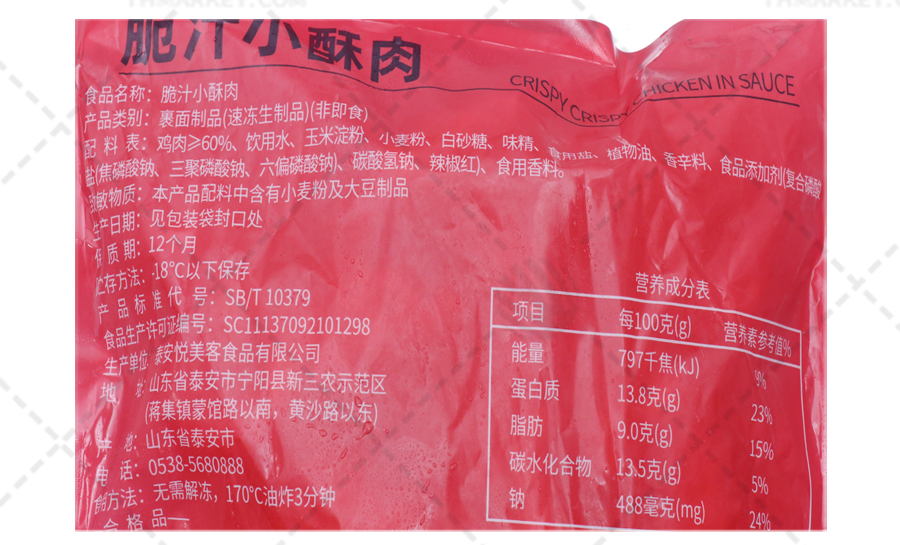 脆汁小酥肉
CRISPY CRISPY CHICKEN IN SAUCE
食品名称：脆汁小酥肉
产品类别：裹面制品(速冻生制品)(非即食)
配料表：鸡肉≥60%、饮用水、玉米淀粉、小麦粉、白砂糖、味精、食用盐、植物油、香辛料、食品添加剂(复合磷酸
盐(焦磷酸钠、三聚磷酸钠、六偏磷酸钠)、碳酸氢钠、辣椒红)、食用香料。
致敏物质：本产品配料中含有小麦粉及大豆制品
生产日期：见包装袋封口处
保质期：12个月
贮存方法：-18℃以下保存
产品标准代号：SB/T 10379
食品生产许可证编号：SC11137092101298
生产单位：泰安悦美客食品有限公司
地址：山东省泰安市宁阳县新三农示范区
(蒋集镇蒙馆路以南，黄沙路以东)
产地：山东省泰安市
电话：0538-5680888
食用方法：无需解冻，170℃油炸3分钟
合格品
营养成分表
项目 每100克(g) 营养素参考值%
能量 797千焦(kJ) 9%
蛋白质 13.8克(g) 23%
脂肪 9.0克(g) 15%
碳水化合物 13.5克(g) 5%
钠 488毫克(mg) 24%